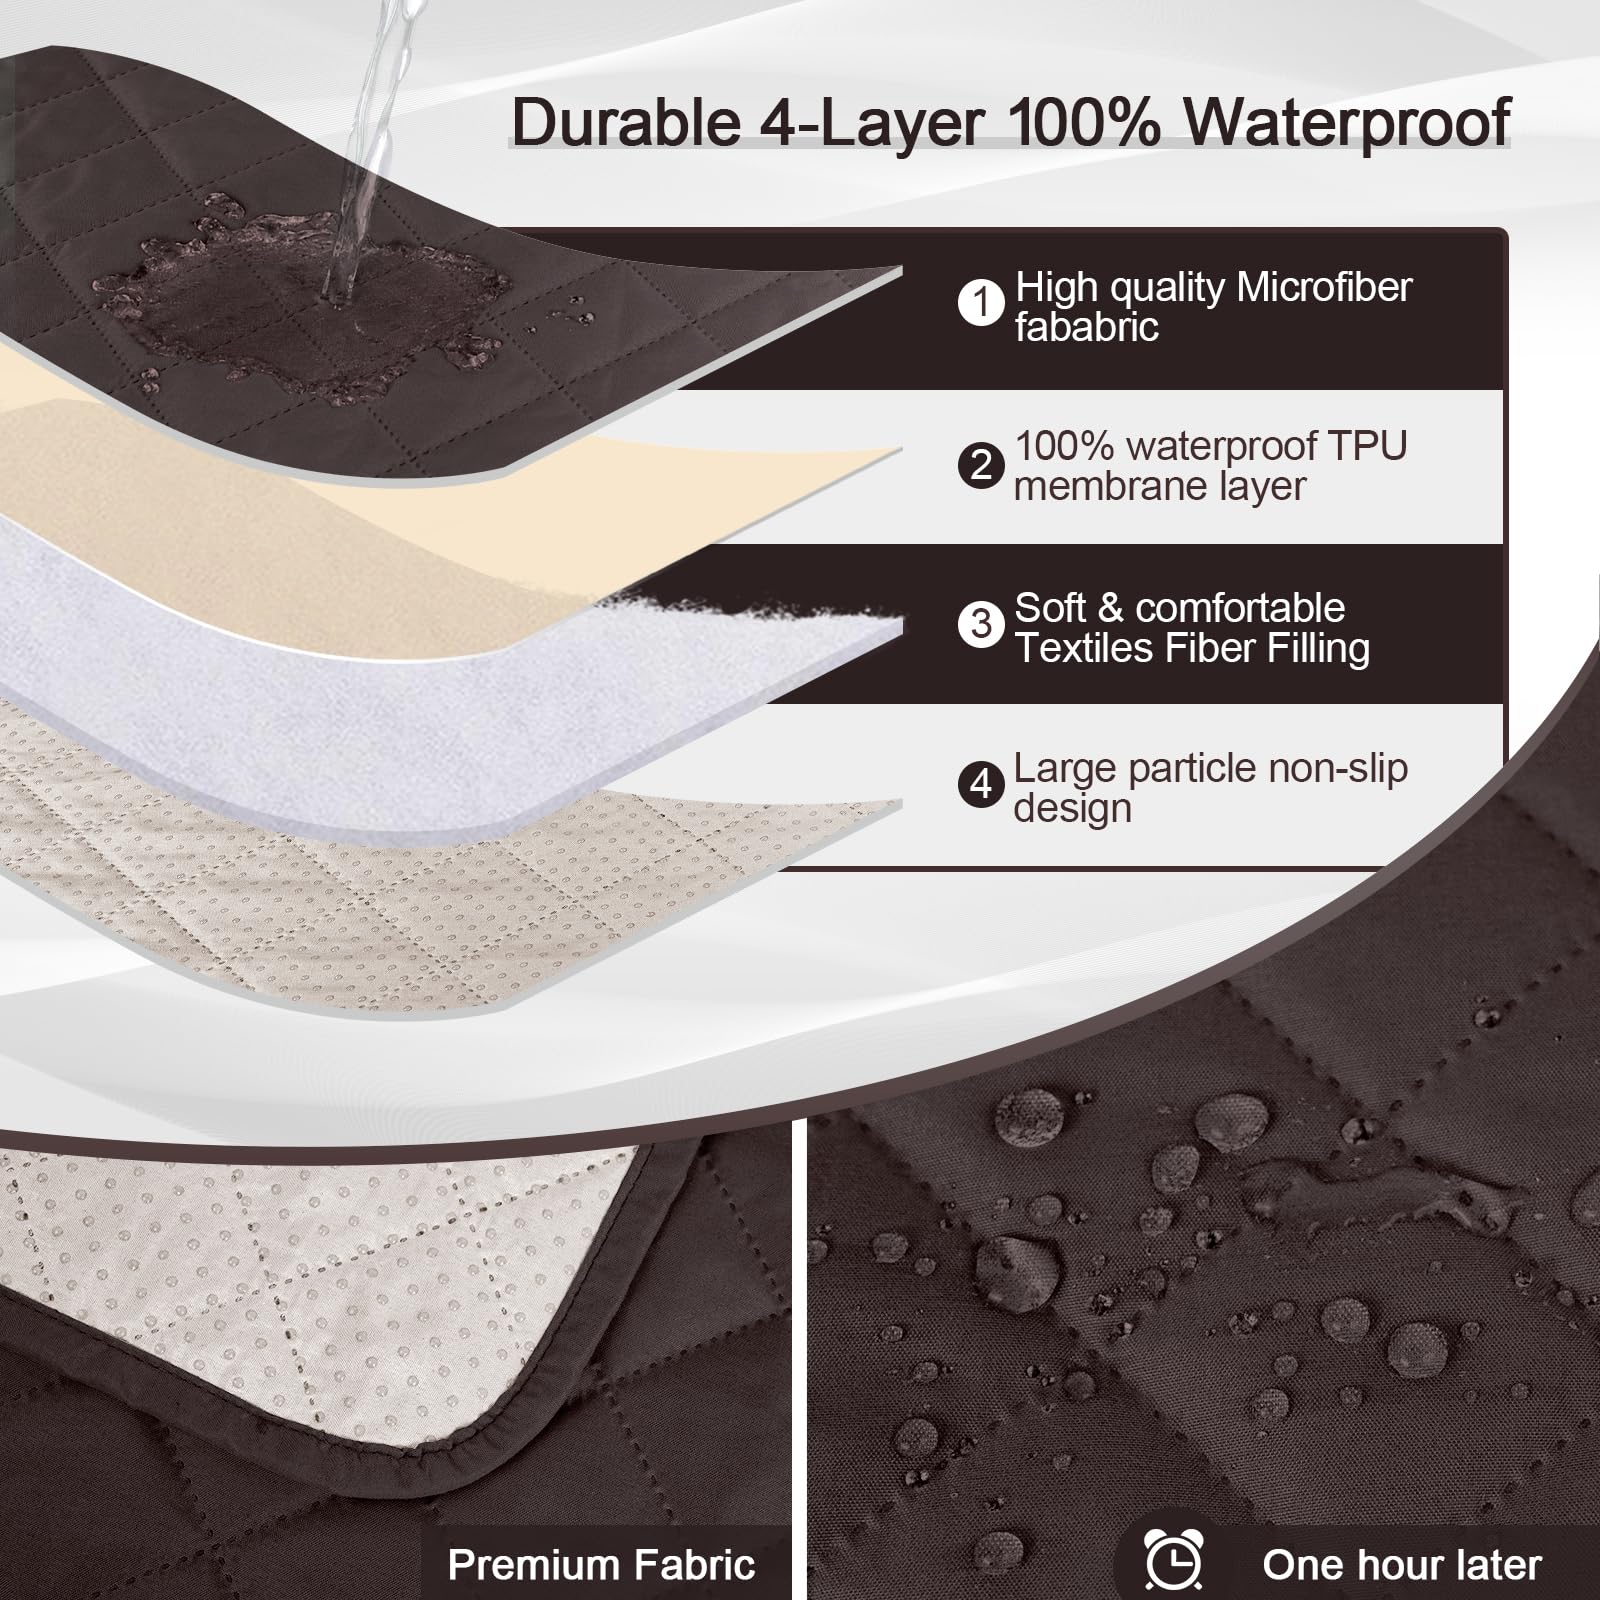 Durable 4-Layer 100% Waterproof
1 High quality Microfiber
fababric
2 100% waterproof TPU
membrane layer
3 Soft & comfortable
Textiles Fiber Filling
4 Large particle non-slip
design
Premium Fabric
One hour later